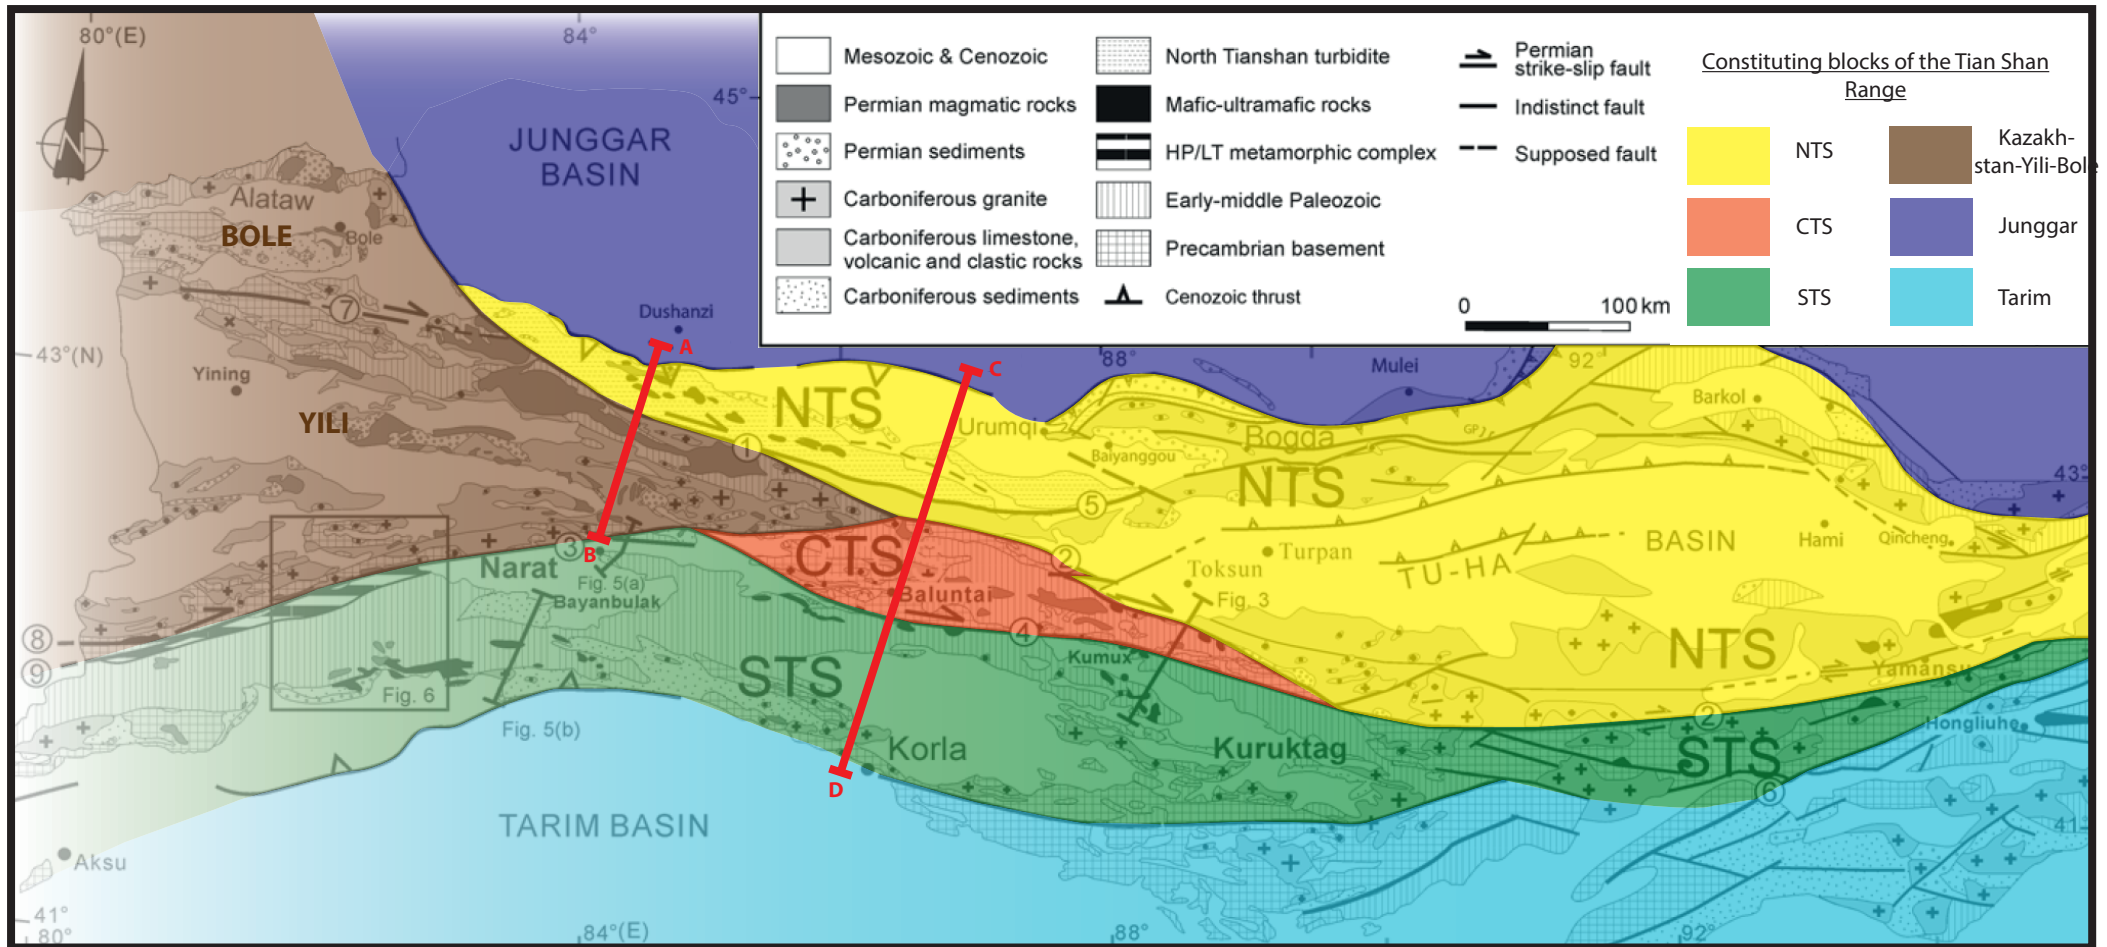 80°(E)
84°
45°
N
JUNGGAR
BASIN
Alataw
BOLE
Bole
7
Dushanzi
A
43°(N)
Yining
YILI
NTS
1
C
Urumqi
88°
Mulei
92°
Barkol
Bogda
Baiyanggou
NTS
5
43°
3
B
Narat
Fig. 5(a)
Bayanbulak
CTS
Baluntai
2
Toksun
Turpan
Fig. 3
TU-HA
BASIN
Hami
Qincheng
8
9
Fig. 6
Fig. 5(b)
STS
4
Kumux
NTS
Yamansu
2
Hongliuhe
STS
6
Korla
D
Kuruktag
TARIM BASIN
Aksu
41°
80°
84°(E)
88°
92°
41°
Mesozoic & Cenozoic
Permian magmatic rocks
Permian sediments
Carboniferous granite
Carboniferous limestone,
volcanic and clastic rocks
Carboniferous sediments
North Tianshan turbidite
Mafic-ultramafic rocks
HP/LT metamorphic complex
Early-middle Paleozoic
Precambrian basement
Cenozoic thrust
Permian
strike-slip fault
Indistinct fault
Supposed fault
0 100 km
Constituting blocks of the Tian Shan
Range
NTS
CTS
STS
Kazakh-
stan-Yili-Bole
Junggar
Tarim